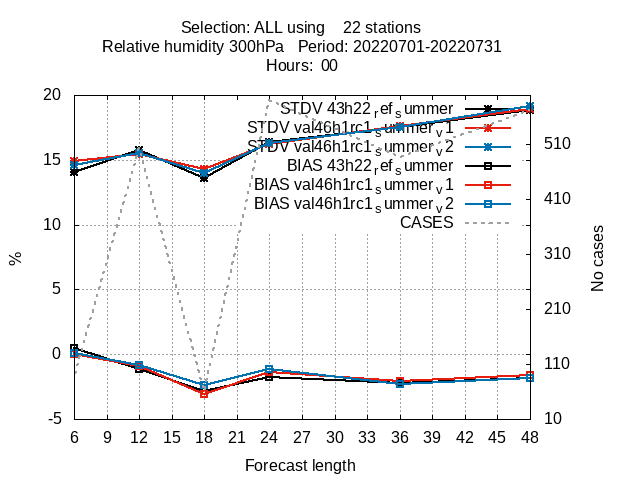 Selection: ALL using 22 stations
Relative humidity 300hPa Period: 20220701-20220731
Hours: 00
20
15
10
5
0
-5
%
STDV 43h22_ref_summer
STDV val46h1rc1_summer_v1
STDV val46h1rc1_summer_v2
BIAS 43h22_ref_summer
BIAS val46h1rc1_summer_v1
BIAS val46h1rc1_summer_v2
CASES
510
410
310
210
110
10
No cases
6 9 12 15 18 21 24 27 30 33 36 39 42 45 48
Forecast length